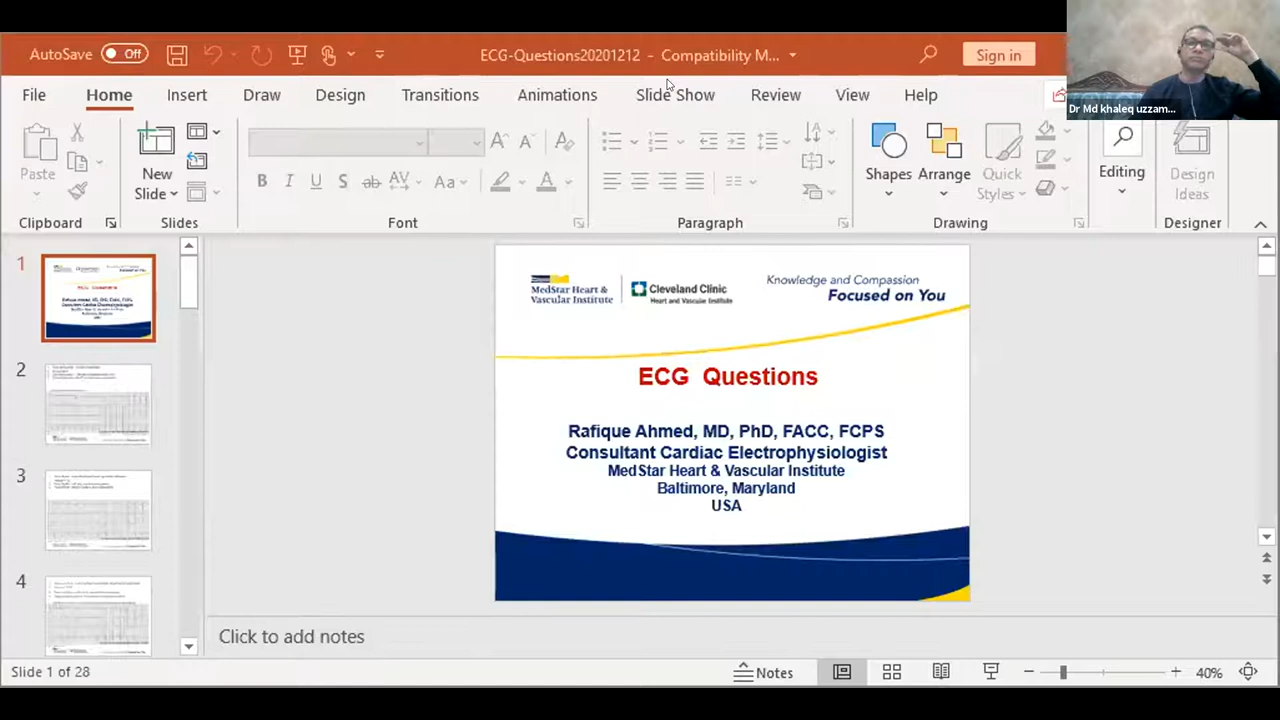 AutoSave Off ECG-Questions20201212 - Compatibility M... Sign in
File Home Insert Draw Design Transitions Animations Slide Show Review View Help
Dr Md khaleq uzzam...
Paste
New Slide
B I U S ab AV Aa A
Shapes Arrange Quick Styles
Editing
Design Ideas
Clipboard Slides Font Paragraph Drawing Designer
1
2
3
4
MedStar Heart & Vascular Institute
Cleveland Clinic
Heart and Vascular Institute
Knowledge and Compassion
Focused on You
ECG Questions
Rafique Ahmed, MD, PhD, FACC, FCPS
Consultant Cardiac Electrophysiologist
MedStar Heart & Vascular Institute
Baltimore, Maryland
USA
Click to add notes
Slide 1 of 28 Notes 40%